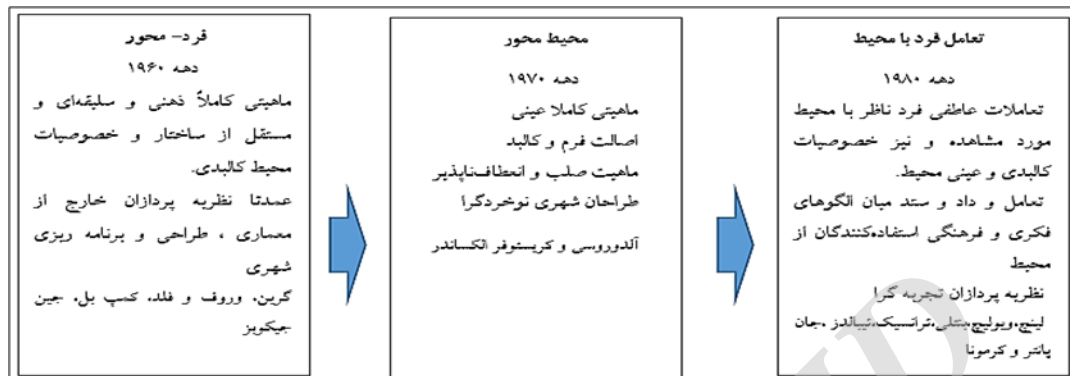 فرد- محور
دهه ۱۹۶۰
ماهیتی کاملاً ذهنی و سلیقه‌ای و
مستقل از ساختار و خصوصیات
محیط کالبدی.
عمدتا نظریه پردازان خارج از
معماری ، طراحی و برنامه ریزی
شهری
گرین، وروف و فلد، کمپ بل، جین
جیکوبز
محیط محور
دهه ۱۹۷۰
ماهیتی کاملا عینی
اصالت فرم و کالبد
ماهیت صلب و انعطاف‌ناپذیر
طراحان شهری نوخردگرا
آلدوروسی و کریستوفر الکساندر
تعامل فرد با محیط
دهه ۱۹۸۰
تعاملات عاطفی فرد ناظر با محیط
مورد مشاهده و نیز خصوصیات
کالبدی و عینی محیط.
تعامل و داد و ستد میان الگوهای
فکری و فرهنگی استفاده‌کنندگان از
محیط
نظریه پردازان تجربه گرا
لینچ،ویولیچ،بنتلی،ترانسیک،تیبالدز ،جان
پانتر و کرمونا